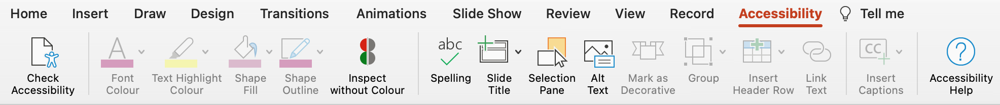 Home Insert Draw Design Transitions Animations Slide Show Review View Record Accessibility Tell me
A abc CC ?
Check Accessibility
Font Colour
Text Highlight Colour
Shape Fill
Shape Outline
Inspect without Colour
Spelling
Slide Title
Selection Pane
Alt Text
Mark as Decorative
Group
Insert Header Row
Link Text
Insert Captions
Accessibility Help